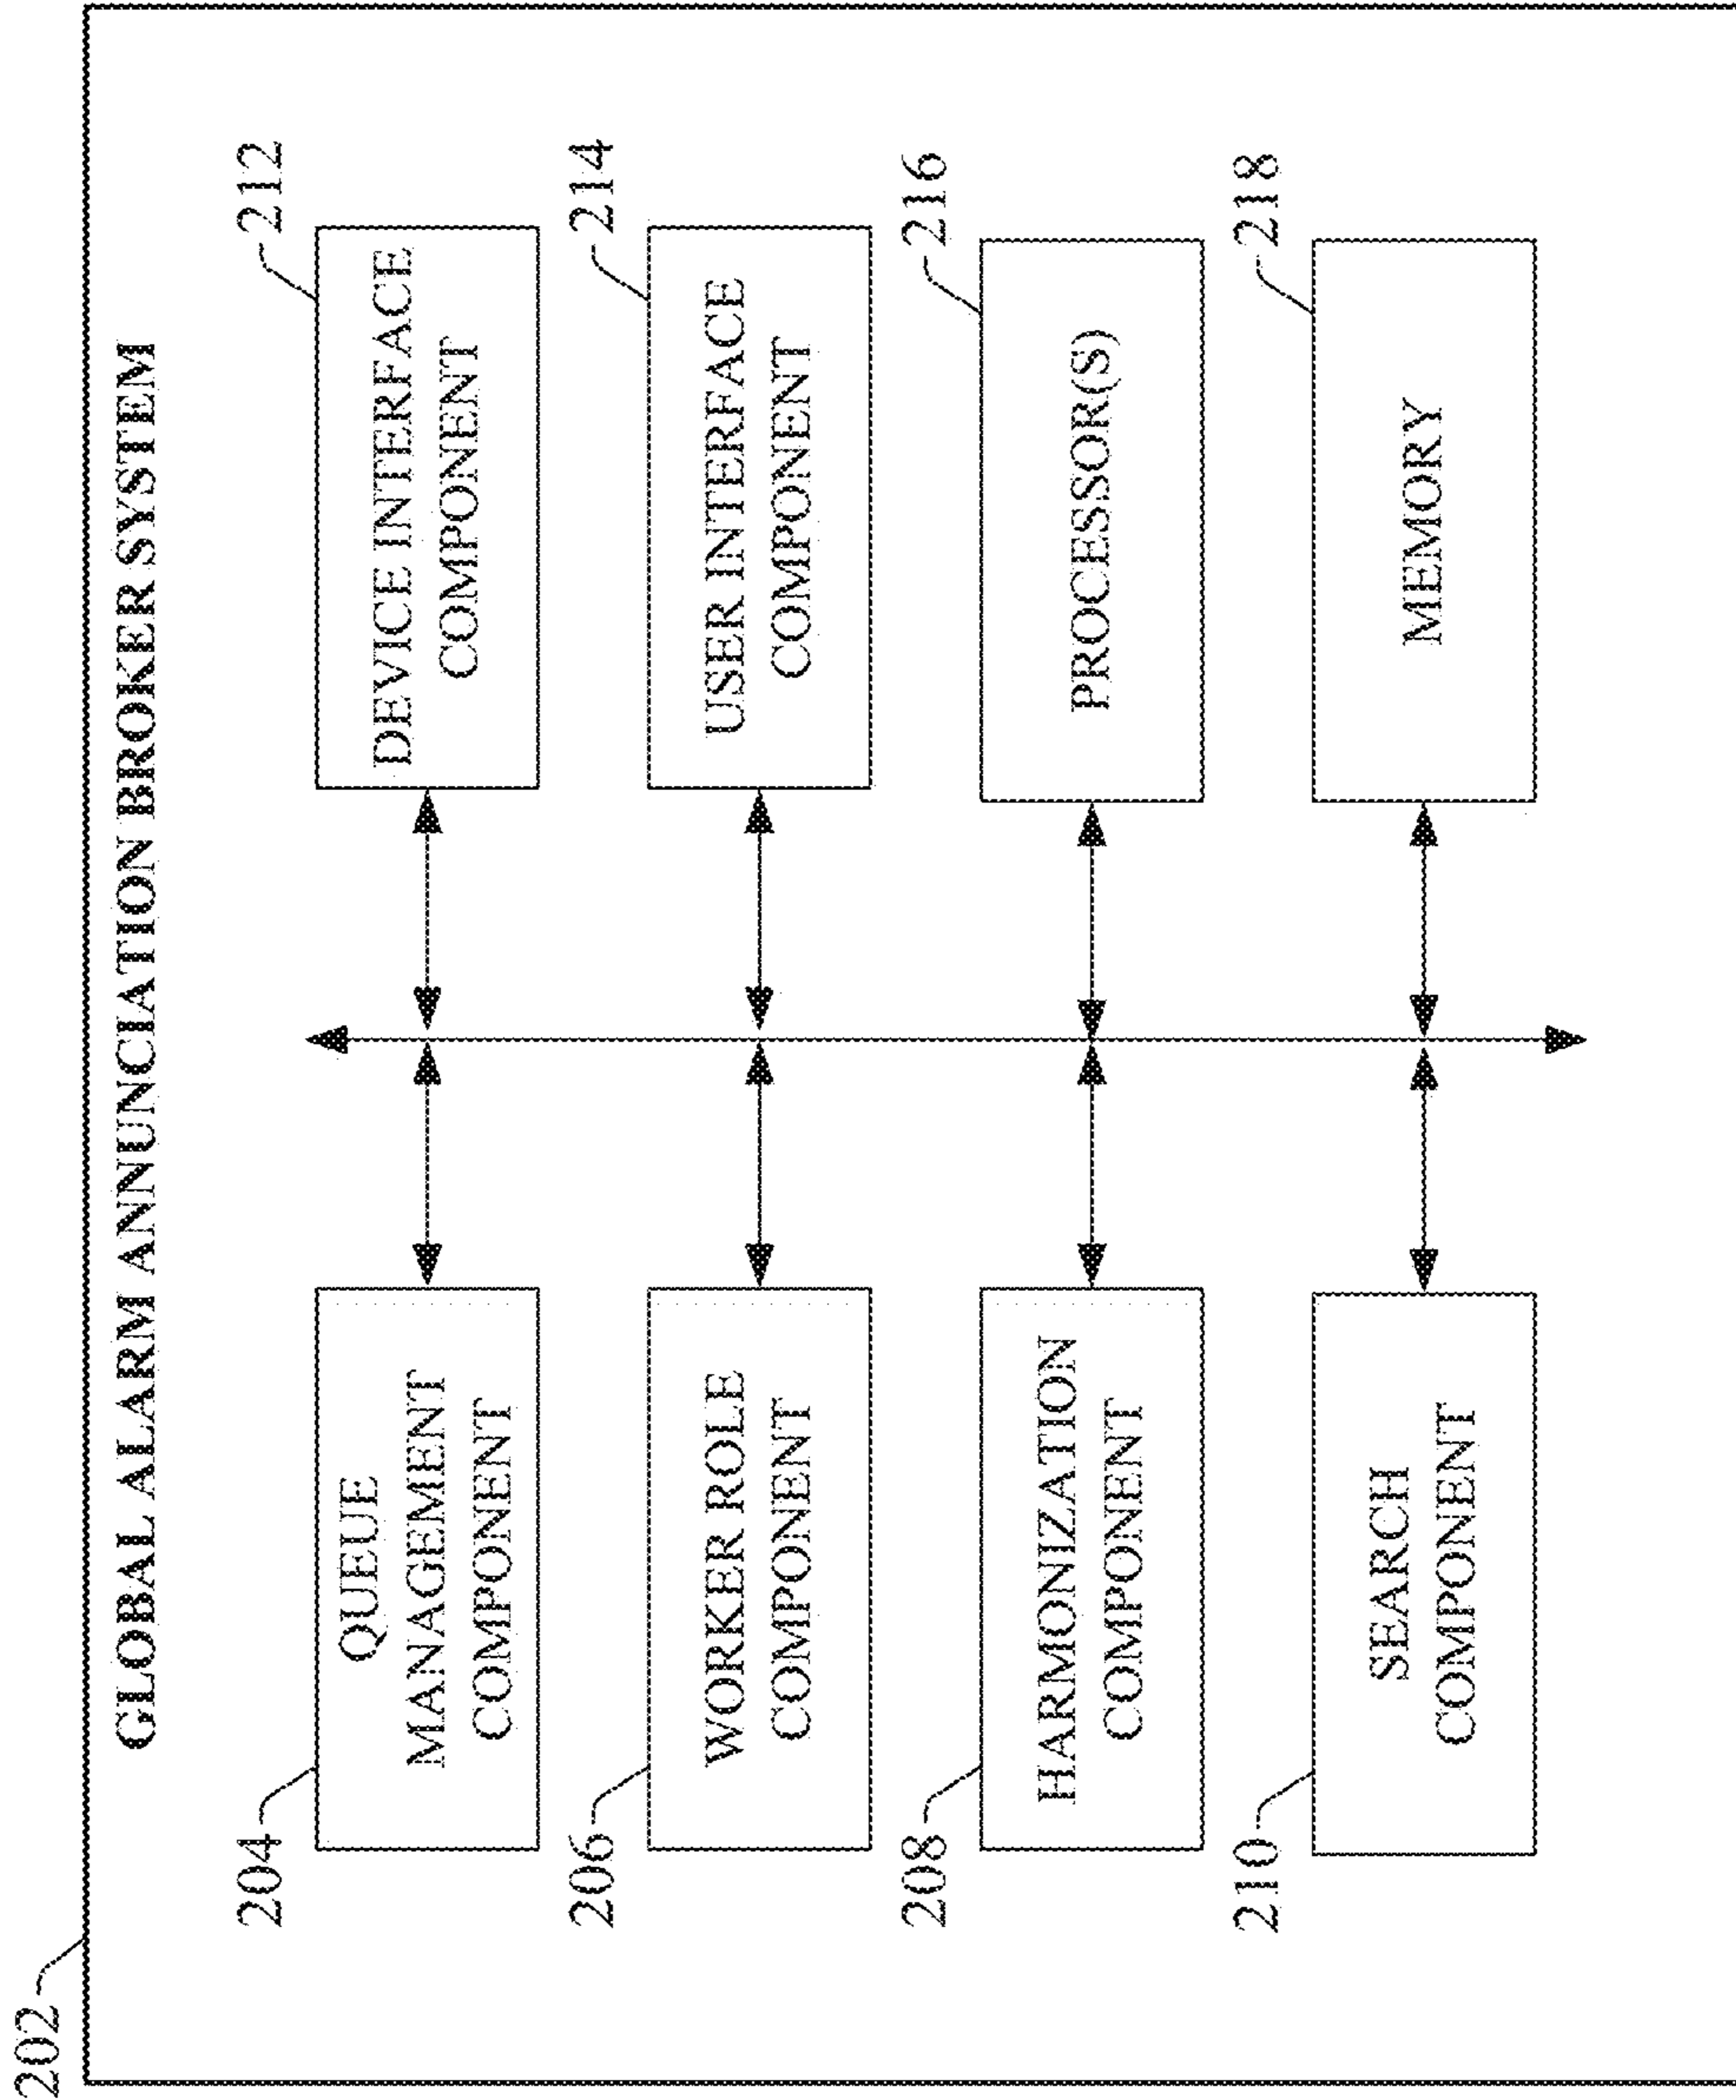 202
GLOBAL ALARM ANNUNCIATION BROKER SYSTEM
204
QUEUE
MANAGEMENT
COMPONENT
212
DEVICE INTERFACE
COMPONENT
206
WORKER ROLE
COMPONENT
214
USER INTERFACE
COMPONENT
208
HARMONIZATION
COMPONENT
216
PROCESSOR(S)
210
SEARCH
COMPONENT
218
MEMORY